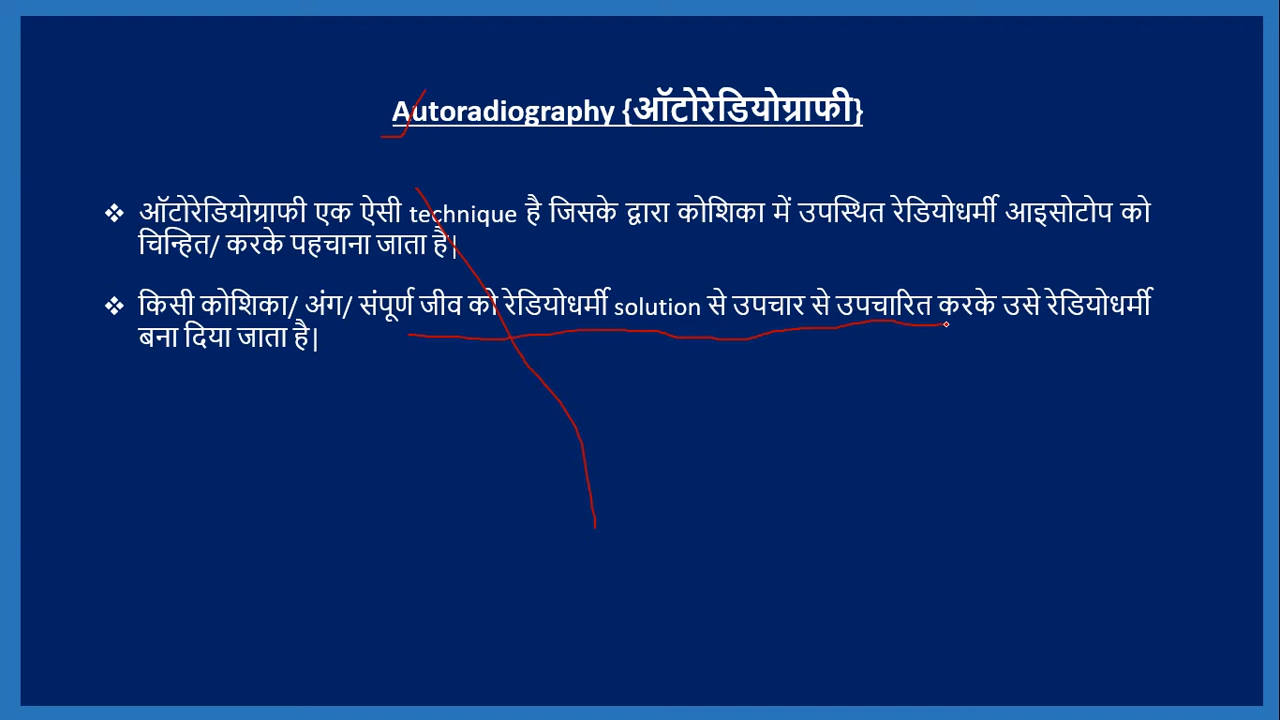 Autoradiography {ऑटोरेडियोग्राफी}
❖ ऑटोरेडियोग्राफी एक ऐसी technique है जिसके द्वारा कोशिका में उपस्थित रेडियोधर्मी आइसोटोप को
चिन्हित/ करके पहचाना जाता है|
❖ किसी कोशिका/ अंग/ संपूर्ण जीव को रेडियोधर्मी solution से उपचार से उपचारित करके उसे रेडियोधर्मी
बना दिया जाता है|